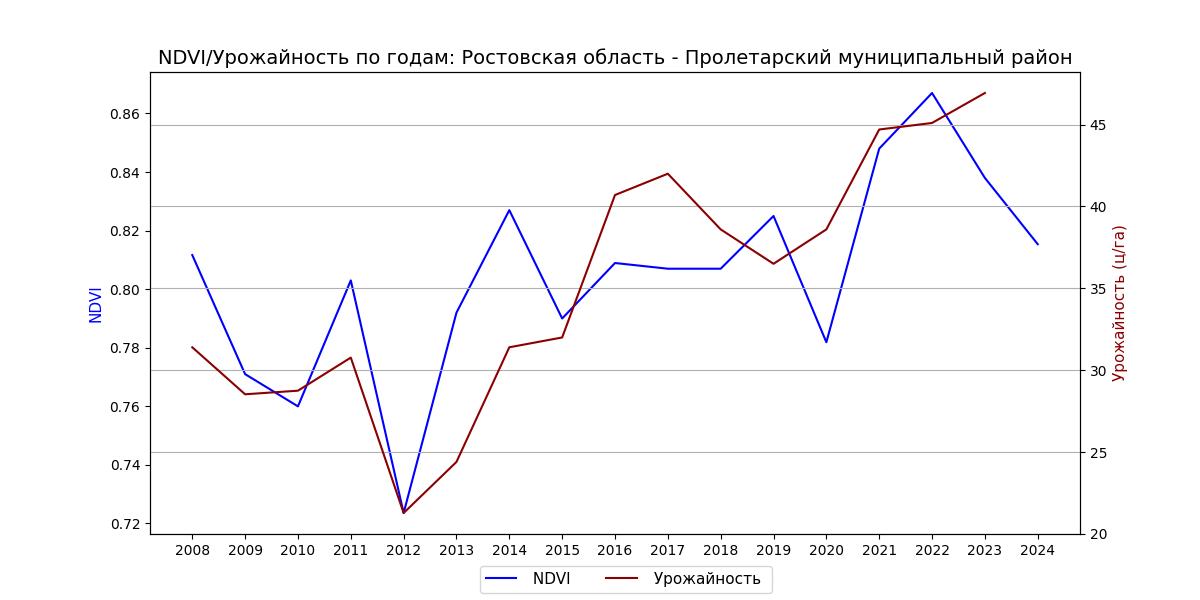 NDVI/Урожайность по годам: Ростовская область - Пролетарский муниципальный район
0.86
0.84
0.82
0.80
0.78
0.76
0.74
0.72
NDVI
45
40
35
30
25
20
Урожайность (ц/га)
2008 2009 2010 2011 2012 2013 2014 2015 2016 2017 2018 2019 2020 2021 2022 2023 2024
NDVI Урожайность